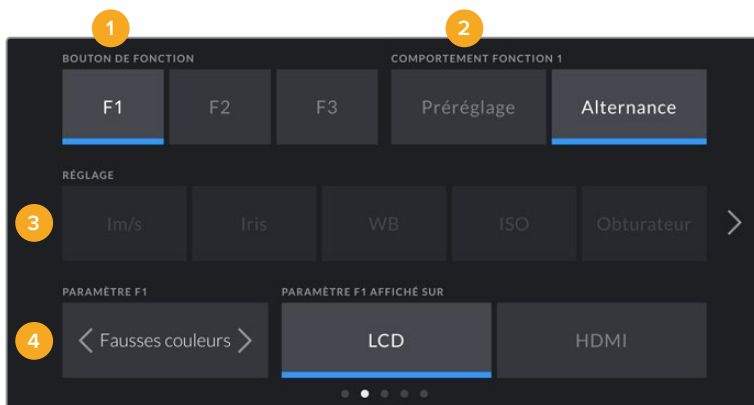 1 2
BOUTON DE FONCTION COMPORTEMENT FONCTION 1
F1 F2 F3 Préréglage Alternance
RÉGLAGE
3 Im/s Iris WB ISO Obturateur
PARAMÈTRE F1 PARAMÈTRE F1 AFFICHÉ SUR
4 Fausses couleurs LCD HDMI